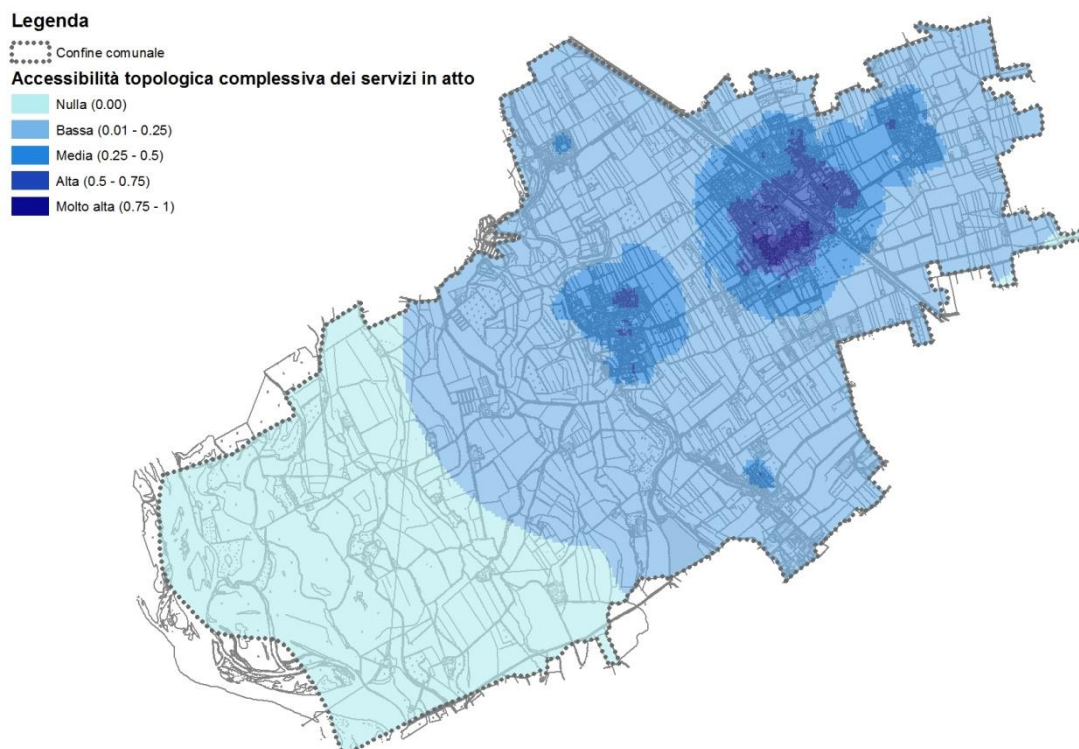 Legenda
Confine comunale
Accessibilità topologica complessiva dei servizi in atto
Nulla (0.00)
Bassa (0.01 - 0.25)
Media (0.25 - 0.5)
Alta (0.5 - 0.75)
Molto alta (0.75 - 1)